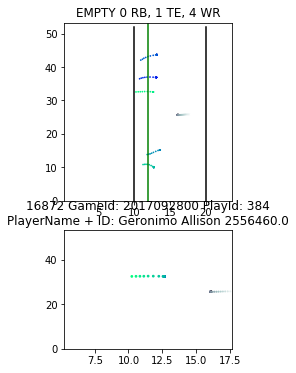 EMPTY 0 RB, 1 TE, 4 WR
50
40
30
20
10
0
5 10 15 20
16872 GameId: 2017092800 PlayId: 384
PlayerName + ID: Geronimo Allison 2556460.0
40
20
0
7.5 10.0 12.5 15.0 17.5